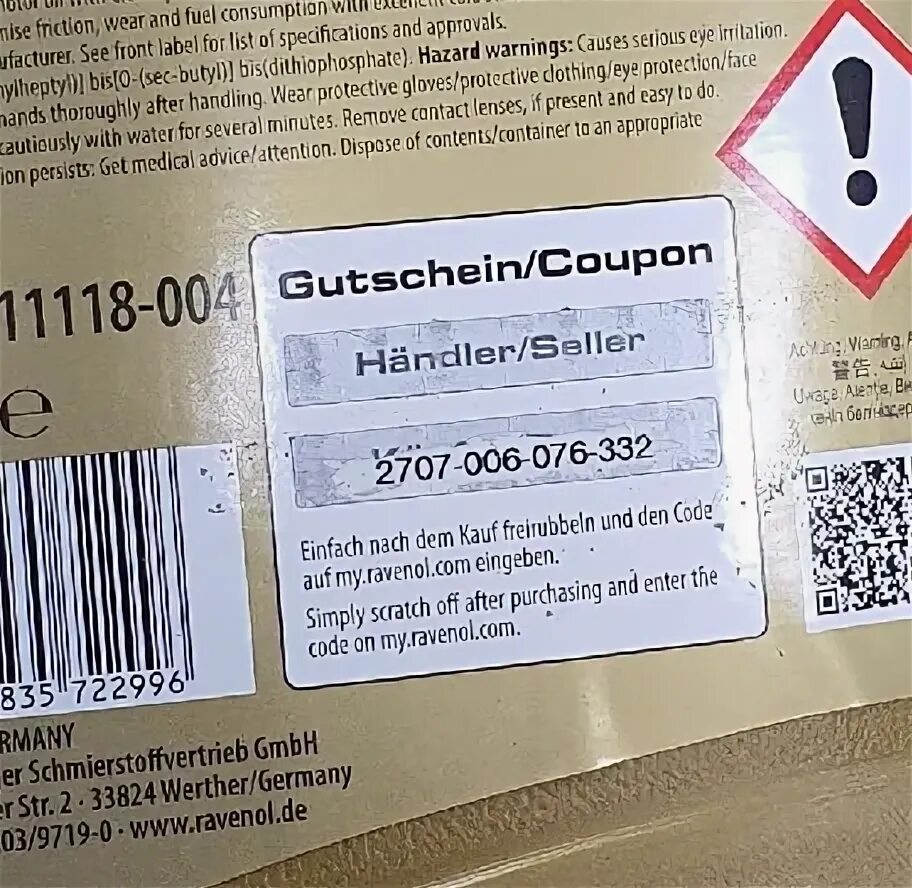 friction, wear and fuel consumption with
ufacturer. See front label for list of specifications and approvals.
nylheptyl)] bis[O-(sec-butyl)] bis(dithiophosphate). Hazard warnings: Causes serious eye irritation.
hands thoroughly after handling. Wear protective gloves/protective clothing/eye protection/face
cautiously with water for several minutes. Remove contact lenses, if present and easy to do.
ion persists: Get medical advice/attention. Dispose of contents/container to an appropriate
11118-004
Gutschein/Coupon
Händler/Seller
2707-006-076-332
Einfach nach dem Kauf freirubbeln und den Code
auf my.ravenol.com eingeben.
Simply scratch off after purchasing and enter the
code on my.ravenol.com.
e
警告
835 722996
RMANY
er Schmierstoffvertrieb GmbH
er Str. 2 · 33824 Werther/Germany
03/9719-0 · www.ravenol.de